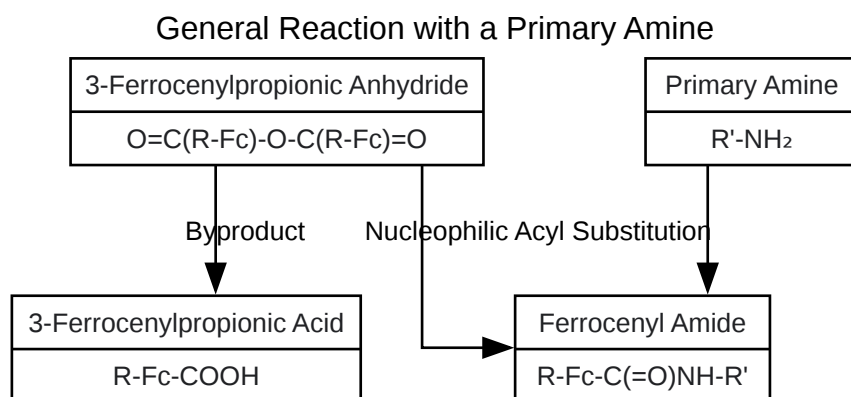 General Reaction with a Primary Amine
3-Ferrocenylpropionic Anhydride
O=C(R-Fc)-O-C(R-Fc)=O
Primary Amine
R'-NH₂
Byproduct
Nucleophilic Acyl Substitution
3-Ferrocenylpropionic Acid
R-Fc-COOH
Ferrocenyl Amide
R-Fc-C(=O)NH-R'